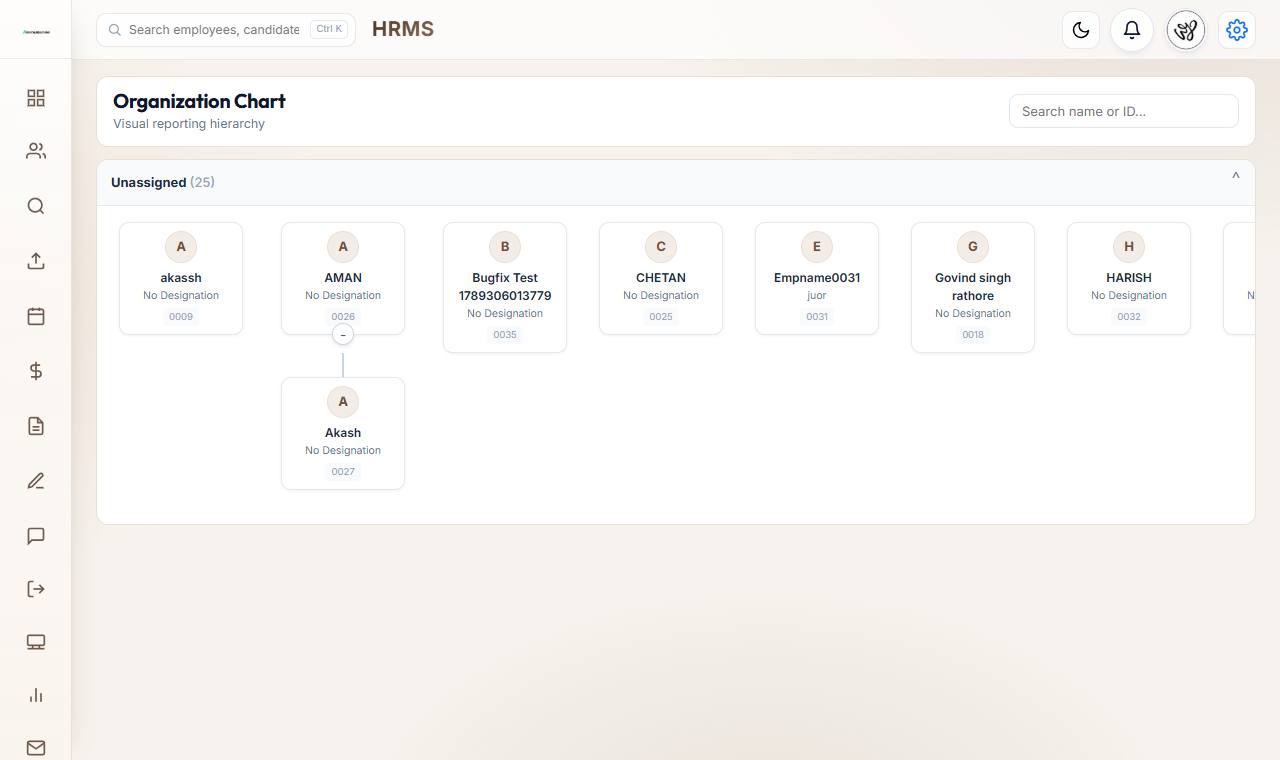 Search employees, candidate
Ctrl K
HRMS
Organization Chart
Visual reporting hierarchy
Search name or ID...
Unassigned (25)
^
A
akassh
No Designation
0009
A
AMAN
No Designation
0026
-
B
Bugfix Test
1789306013779
No Designation
0035
C
CHETAN
No Designation
0025
E
Empname0031
juor
0031
G
Govind singh
rathore
No Designation
0018
H
HARISH
No Designation
0032
N
A
Akash
No Designation
0027